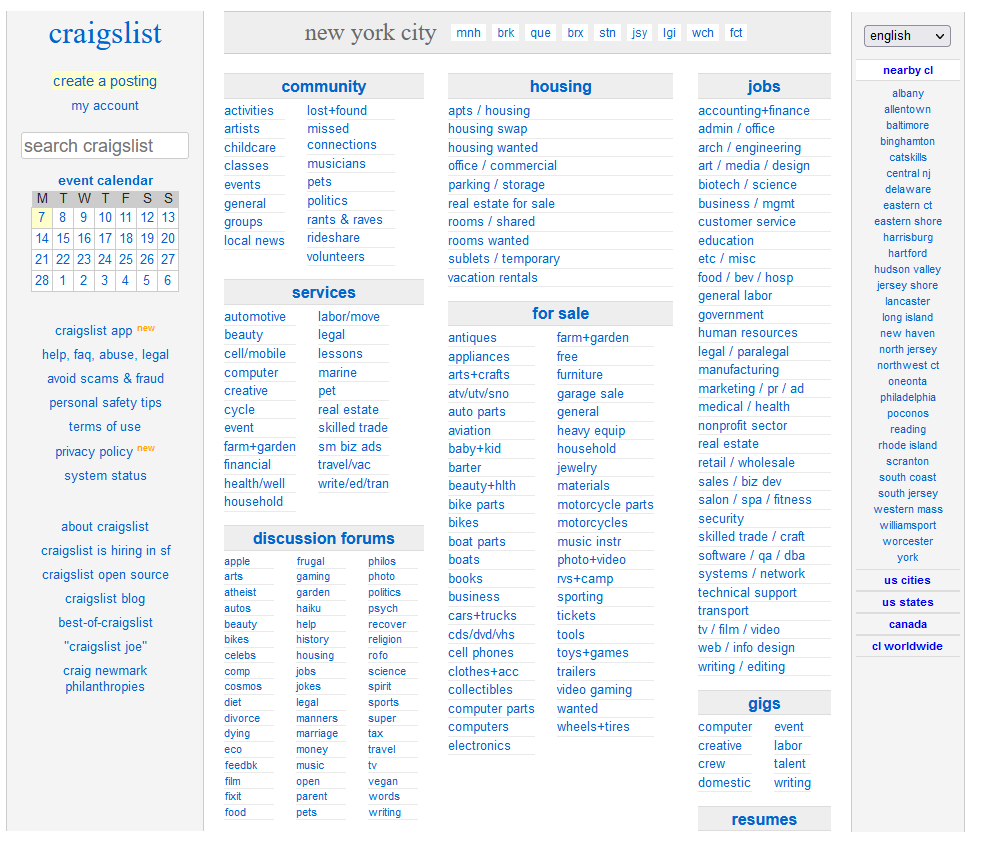 craigslist
create a posting
my account
search craigslist
event calendar
M T W T F S S
7 8 9 10 11 12 13
14 15 16 17 18 19 20
21 22 23 24 25 26 27
28 1 2 3 4 5 6
craigslist app new
help, faq, abuse, legal
avoid scams & fraud
personal safety tips
terms of use
privacy policy new
system status
about craigslist
craigslist is hiring in sf
craigslist open source
craigslist blog
best-of-craigslist
"craigslist joe"
craig newmark
philanthropies
new york city mnh brk que brx stn jsy lgi wch fct
community
activities
artists
childcare
classes
events
general
groups
local news
lost+found
missed
connections
musicians
pets
politics
rants & raves
rideshare
volunteers
services
automotive
beauty
cell/mobile
computer
creative
cycle
event
farm+garden
financial
health/well
household
labor/move
legal
lessons
marine
pet
real estate
skilled trade
sm biz ads
travel/vac
write/ed/tran
discussion forums
apple
arts
atheist
autos
beauty
bikes
celebs
comp
cosmos
diet
divorce
dying
eco
feedbk
film
fixit
food
frugal
gaming
garden
haiku
help
history
housing
jobs
jokes
legal
manners
marriage
money
music
open
parent
pets
philos
photo
politics
psych
recover
religion
rofo
science
spirit
sports
super
tax
travel
tv
vegan
words
writing
housing
apts / housing
housing swap
housing wanted
office / commercial
parking / storage
real estate for sale
rooms / shared
rooms wanted
sublets / temporary
vacation rentals
for sale
antiques
appliances
arts+crafts
atv/utv/sno
auto parts
aviation
baby+kid
barter
beauty+hlth
bike parts
bikes
boat parts
boats
books
business
cars+trucks
cds/dvd/vhs
cell phones
clothes+acc
collectibles
computer parts
computers
electronics
farm+garden
free
furniture
garage sale
general
heavy equip
household
jewelry
materials
motorcycle parts
motorcycles
music instr
photo+video
rvs+camp
sporting
tickets
tools
toys+games
trailers
video gaming
wanted
wheels+tires
jobs
accounting+finance
admin / office
arch / engineering
art / media / design
biotech / science
business / mgmt
customer service
education
etc / misc
food / bev / hosp
general labor
government
human resources
legal / paralegal
manufacturing
marketing / pr / ad
medical / health
nonprofit sector
real estate
retail / wholesale
sales / biz dev
salon / spa / fitness
security
skilled trade / craft
software / qa / dba
systems / network
technical support
transport
tv / film / video
web / info design
writing / editing
gigs
computer
creative
crew
domestic
event
labor
talent
writing
resumes
english
nearby cl
albany
allentown
baltimore
binghamton
catskills
central nj
delaware
eastern ct
eastern shore
harrisburg
hartford
hudson valley
jersey shore
lancaster
long island
new haven
north jersey
northwest ct
oneonta
philadelphia
poconos
reading
rhode island
scranton
south coast
south jersey
western mass
williamsport
worcester
york
us cities
us states
canada
cl worldwide